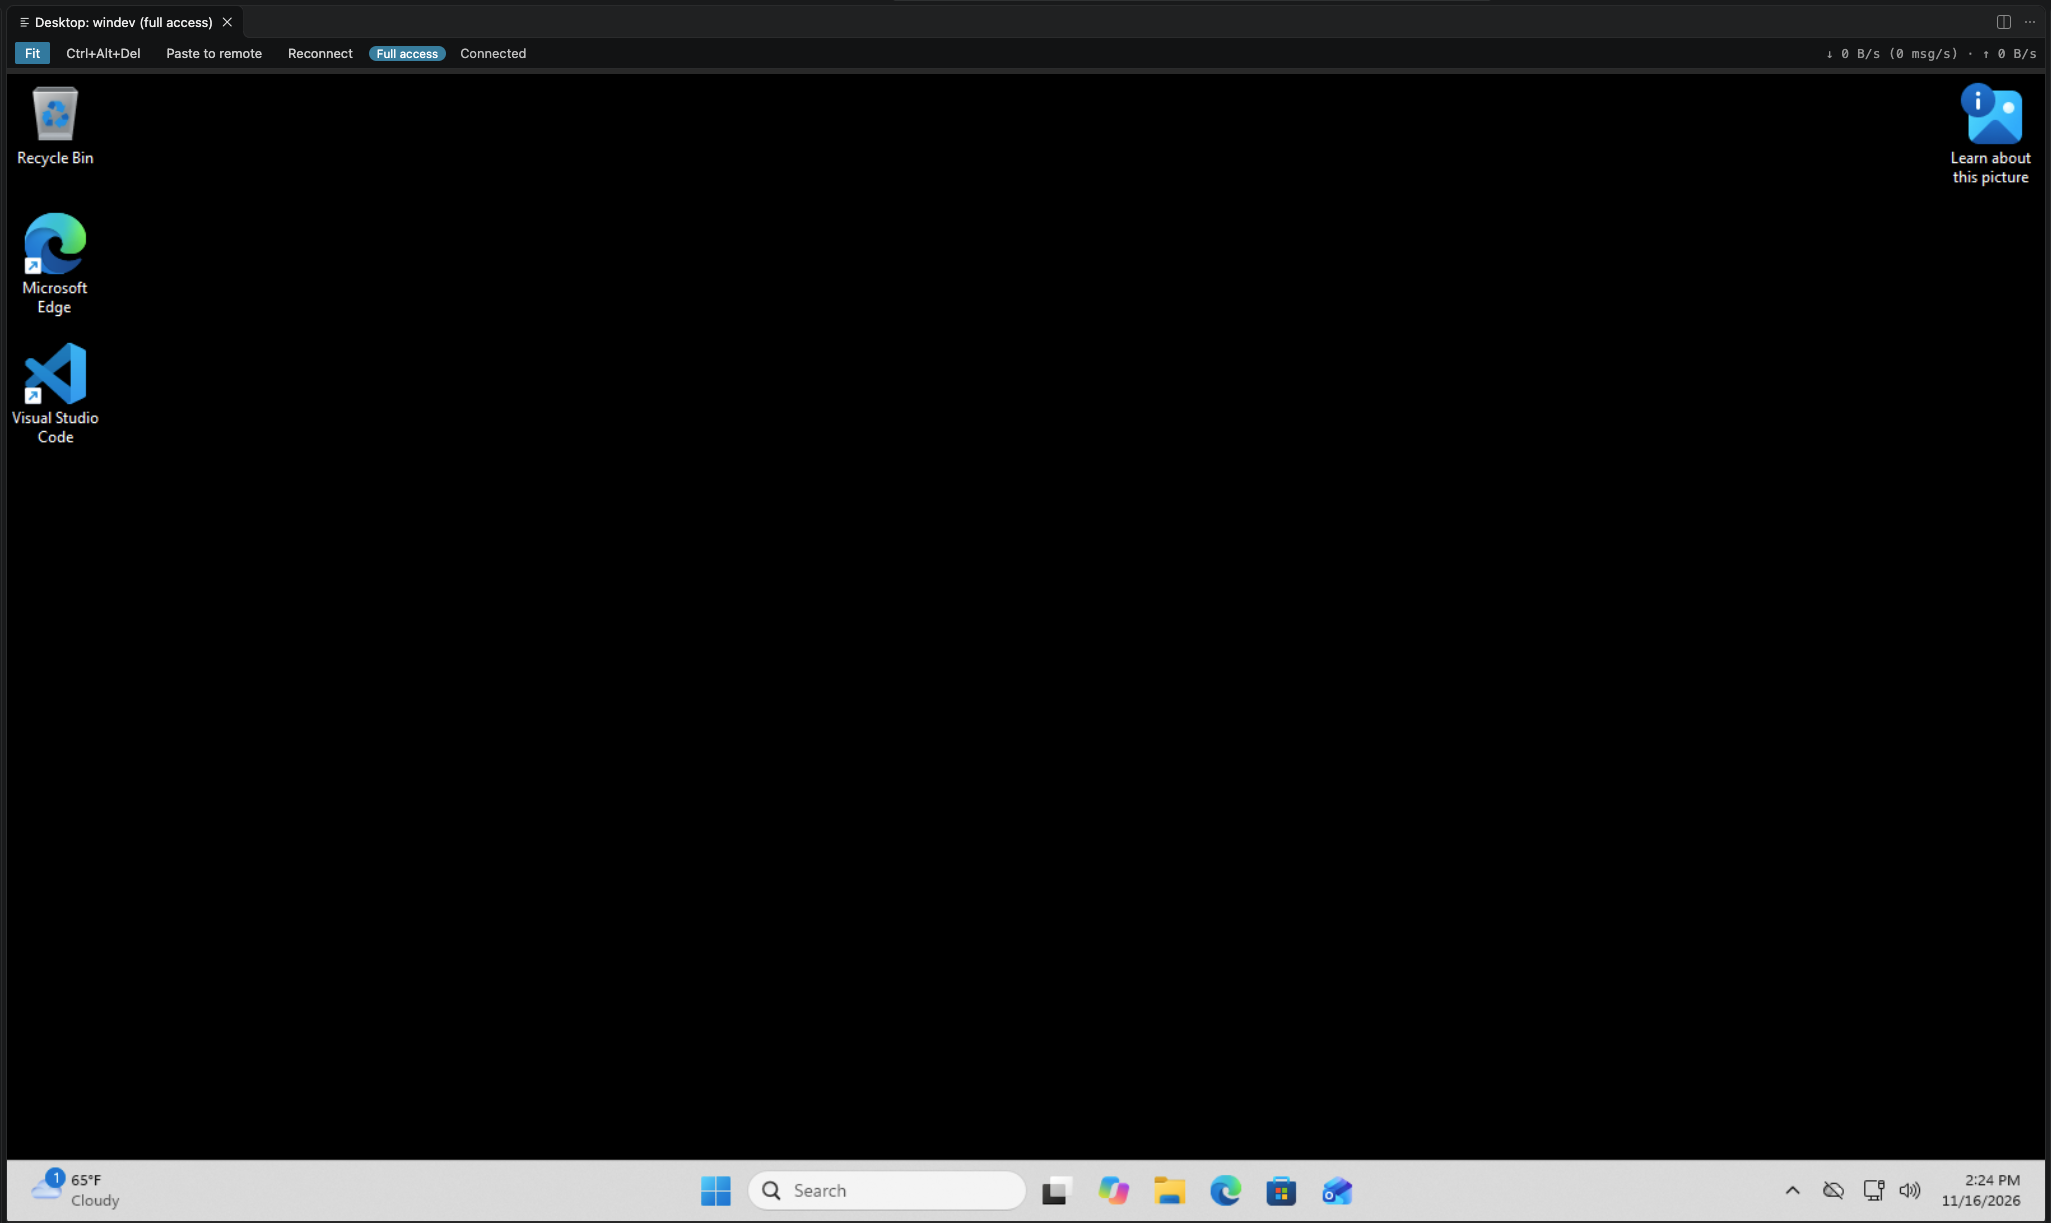 Desktop: windev (full access)
Fit Ctrl+Alt+Del Paste to remote Reconnect Full access Connected ↓ 0 B/s (0 msg/s) · ↑ 0 B/s
Recycle Bin
Learn about
this picture
Microsoft
Edge
Visual Studio
Code
1
65°F
Cloudy
Search
2:24 PM
11/16/2026